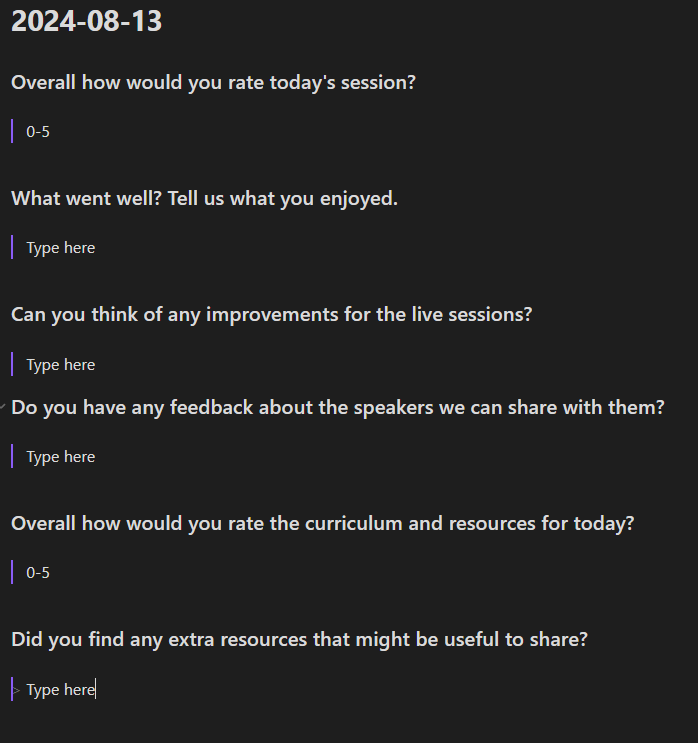 2024-08-13
Overall how would you rate today's session?
0-5
What went well? Tell us what you enjoyed.
Type here
Can you think of any improvements for the live sessions?
Type here
Do you have any feedback about the speakers we can share with them?
Type here
Overall how would you rate the curriculum and resources for today?
0-5
Did you find any extra resources that might be useful to share?
> Type here